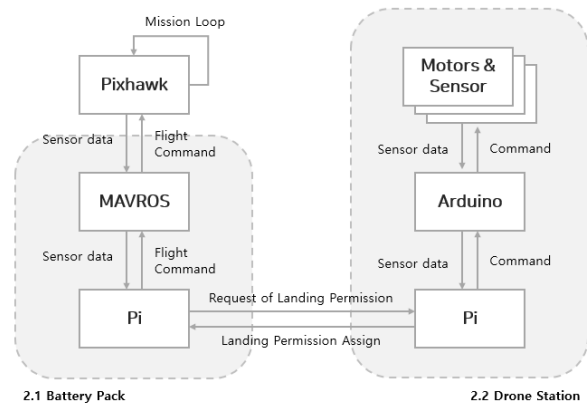 Mission Loop
Pixhawk
Motors &
Sensor
Sensor data
Flight
Command
Sensor data
Command
MAVROS
Arduino
Sensor data
Flight
Command
Sensor data
Command
Request of Landing Permission
Pi
Pi
Landing Permission Assign
2.1 Battery Pack
2.2 Drone Station